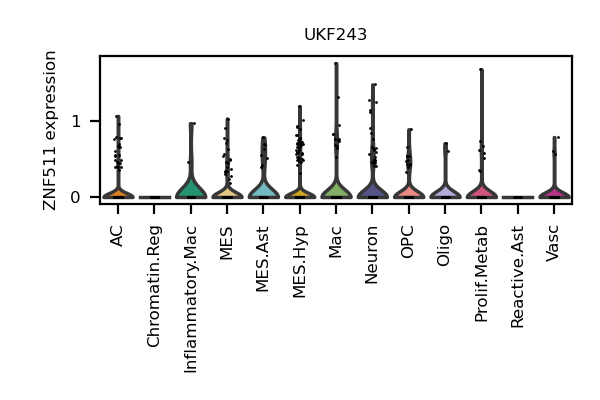 UKF243
ZNF511 expression
1
0
AC
Chromatin.Reg
Inflammatory.Mac
MES
MES.Ast
MES.Hyp
Mac
Neuron
OPC
Oligo
Prolif.Metab
Reactive.Ast
Vasc